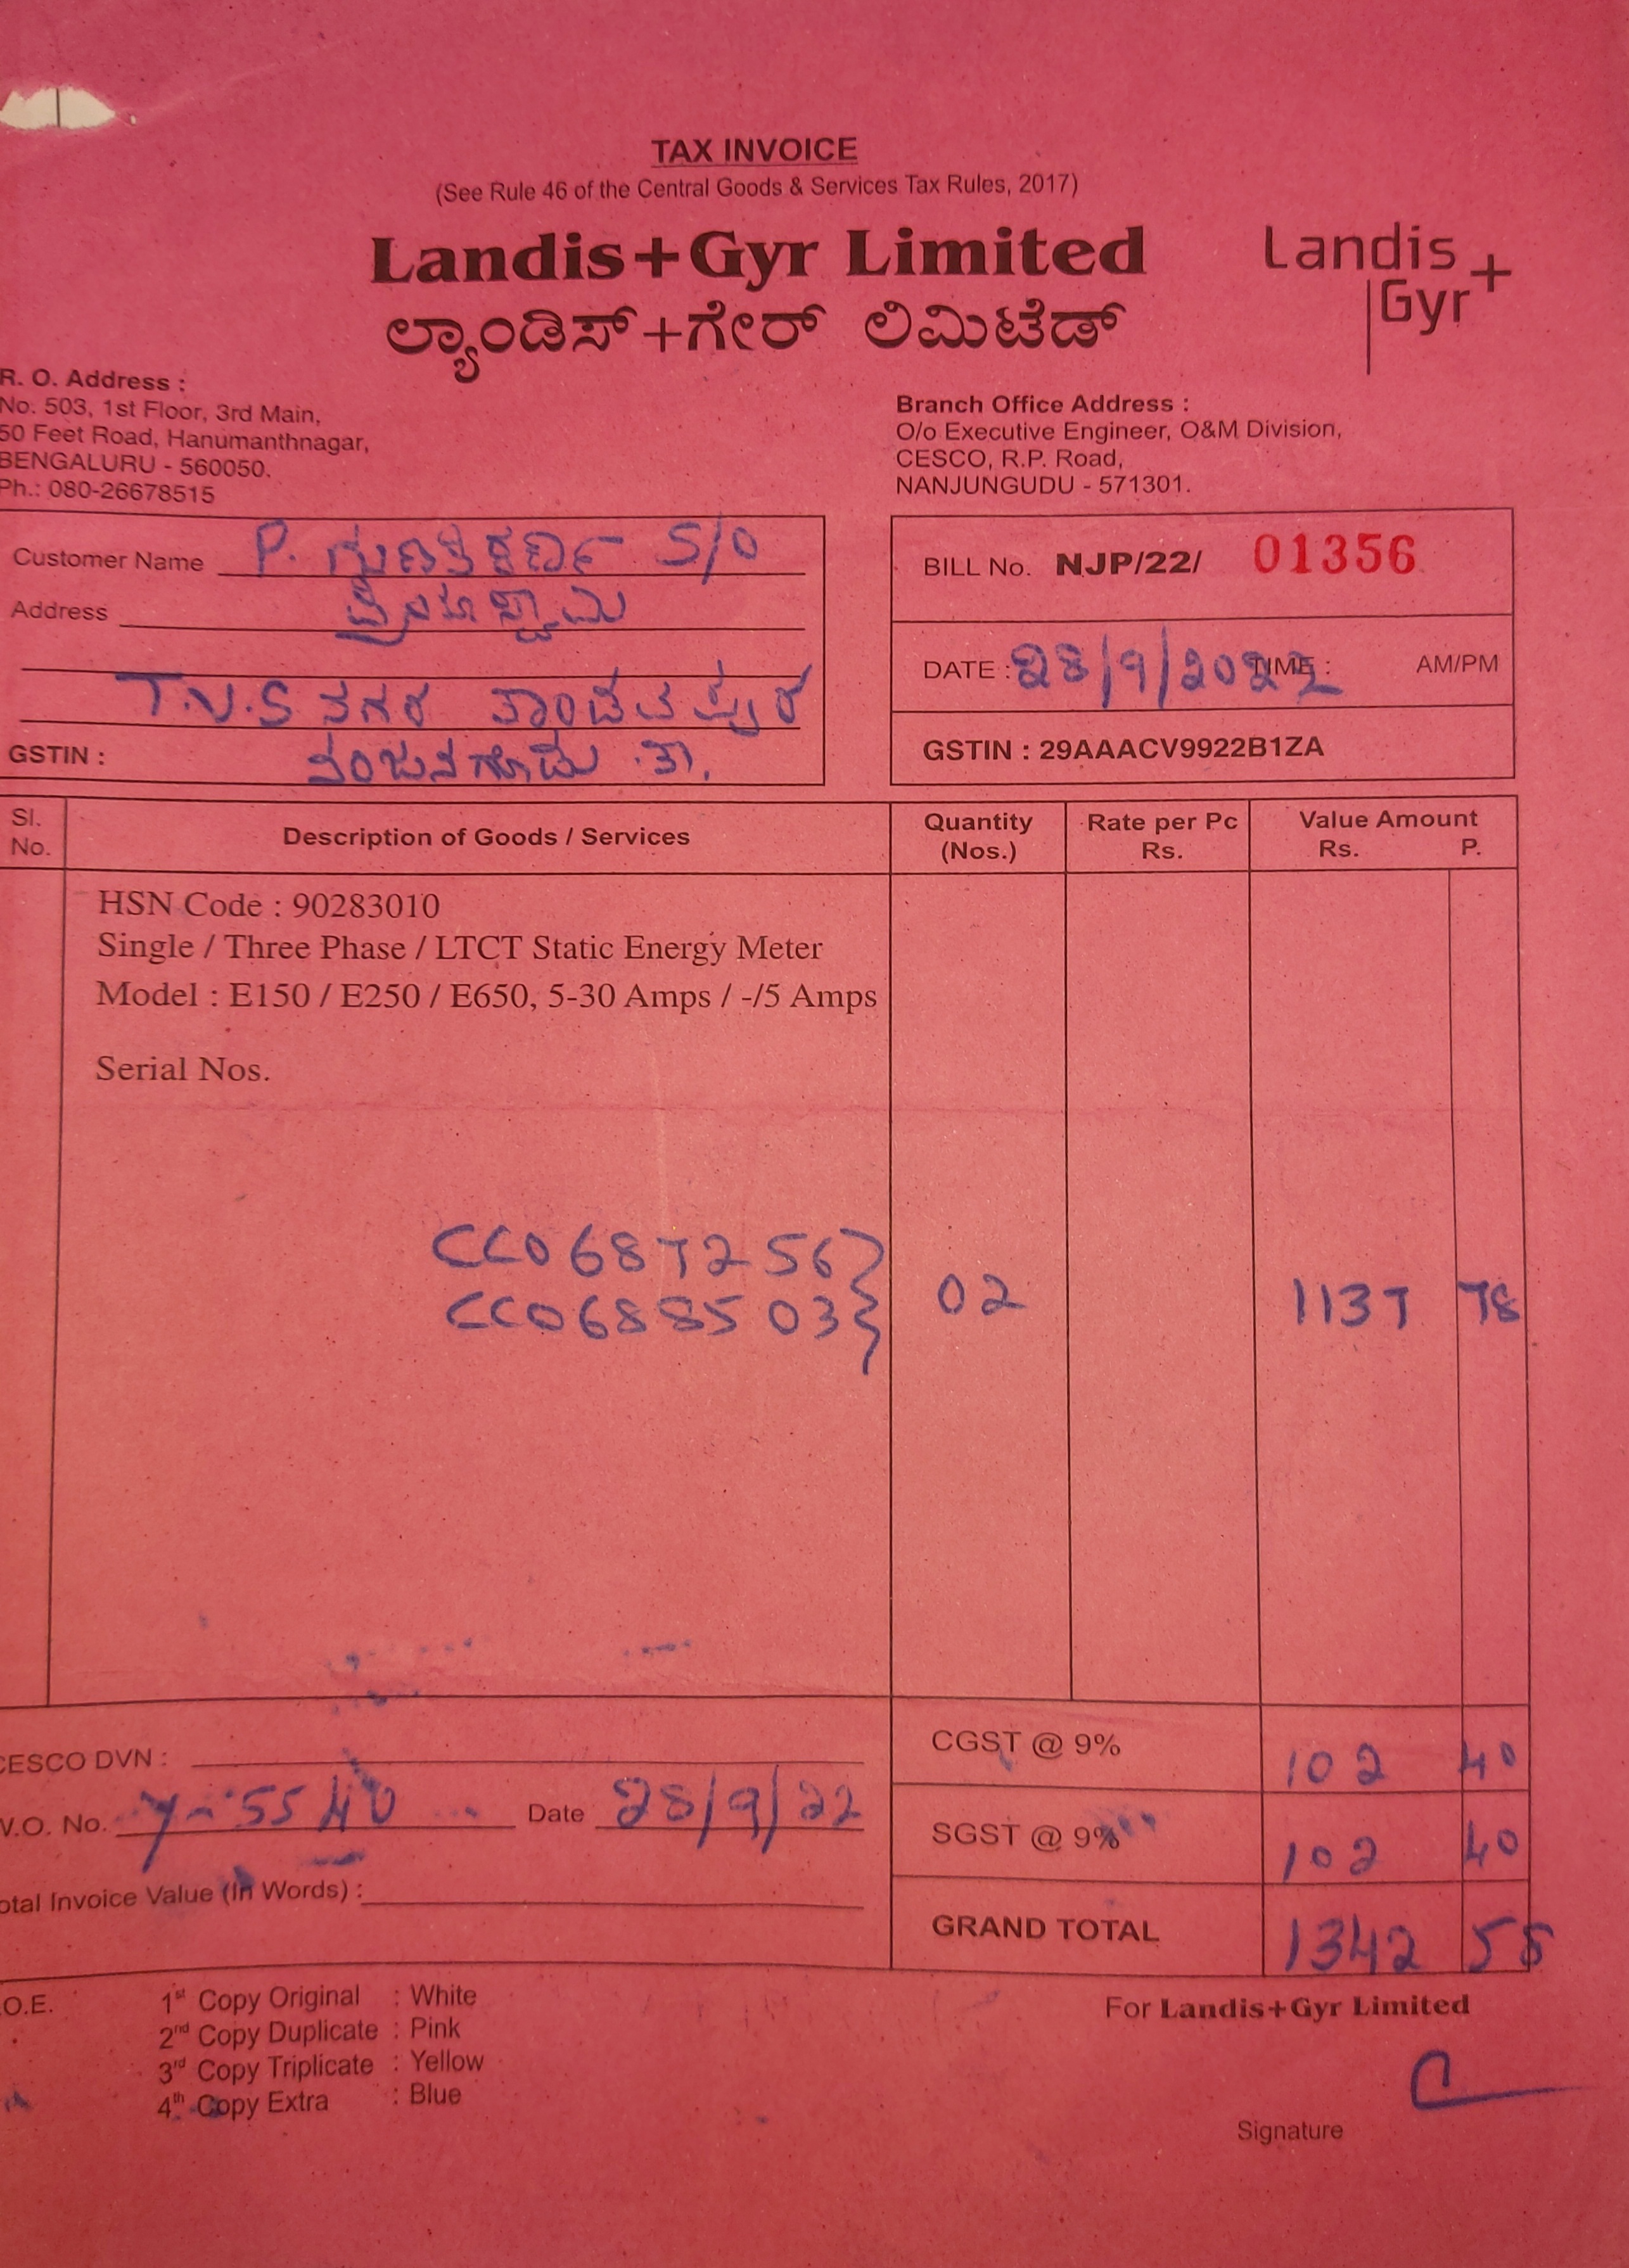 TAX INVOICE
(See Rule 46 of the Central Goods & Services Tax Rules, 2017)
Landis+Gyr Limited
ಲ್ಯಾಂಡಿಸ್+ಗೇರ್ ಲಿಮಿಟೆಡ್
Landis
Gyr+
R. O. Address :
No. 503, 1st Floor, 3rd Main,
50 Feet Road, Hanumanthnagar,
BENGALURU - 560050.
Ph.: 080-26678515
Branch Office Address :
O/o Executive Engineer, O&M Division,
CESCO, R.P. Road,
NANJUNGUDU - 571301.
Customer Name P. S/O
Address
T.V.S ನಗರ
GSTIN : ನಂಜನಗೂಡು ತಾ.
BILL No. NJP/22/ 01356
DATE : 28/9/2022 TIME : AM/PM
GSTIN : 29AAACV9922B1ZA
Sl. No. Description of Goods / Services Quantity (Nos.) Rate per Pc Rs. Value Amount Rs. P.
HSN Code : 90283010
Single / Three Phase / LTCT Static Energy Meter
Model : E150 / E250 / E650, 5-30 Amps / -/5 Amps
Serial Nos.
CC0687256
CC0688503 02 1137 78
CESCO DVN :
W.O. No. 5540 Date 28/9/22
Total Invoice Value (In Words) :
CGST @ 9% 102 40
SGST @ 9% 102 40
GRAND TOTAL 1342 58
.O.E.
1st Copy Original : White
2nd Copy Duplicate : Pink
3rd Copy Triplicate : Yellow
4th Copy Extra : Blue
For Landis+Gyr Limited
Signature